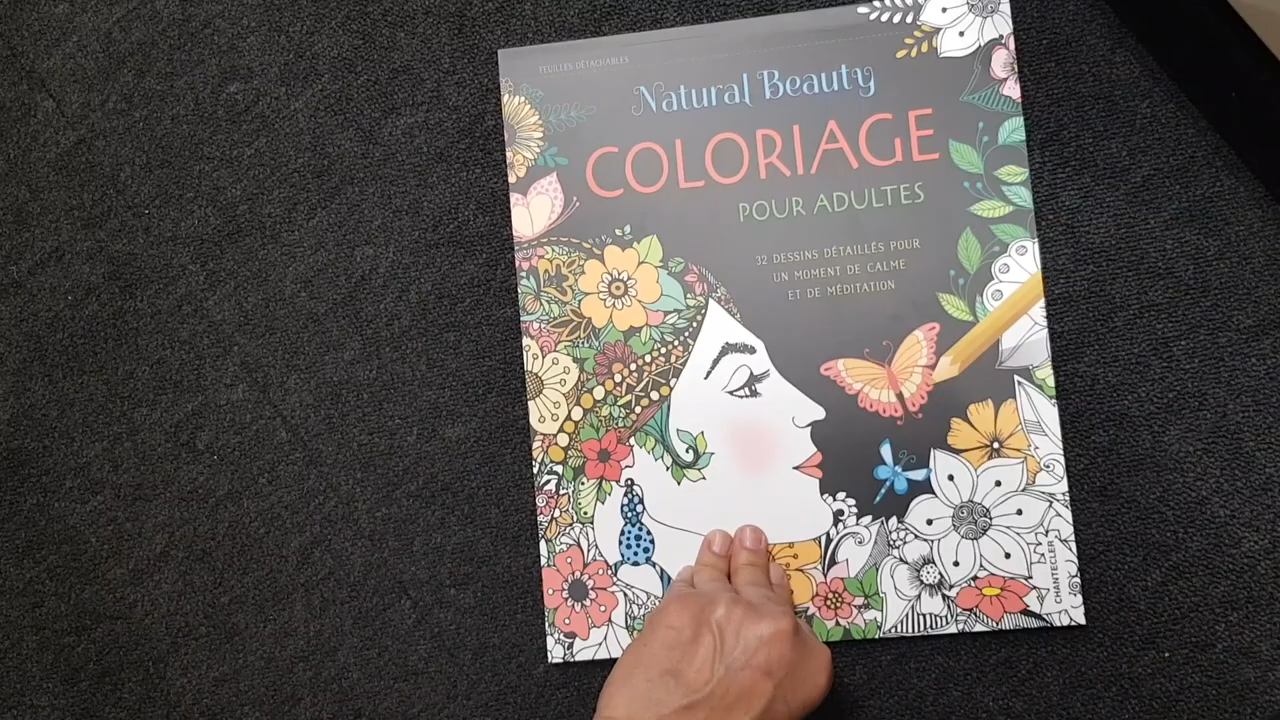 FEUILLES DÉTACHABLES
Natural Beauty
COLORIAGE
POUR ADULTES
32 DESSINS DÉTAILLÉS POUR
UN MOMENT DE CALME
ET DE MÉDITATION
CHANTECLER